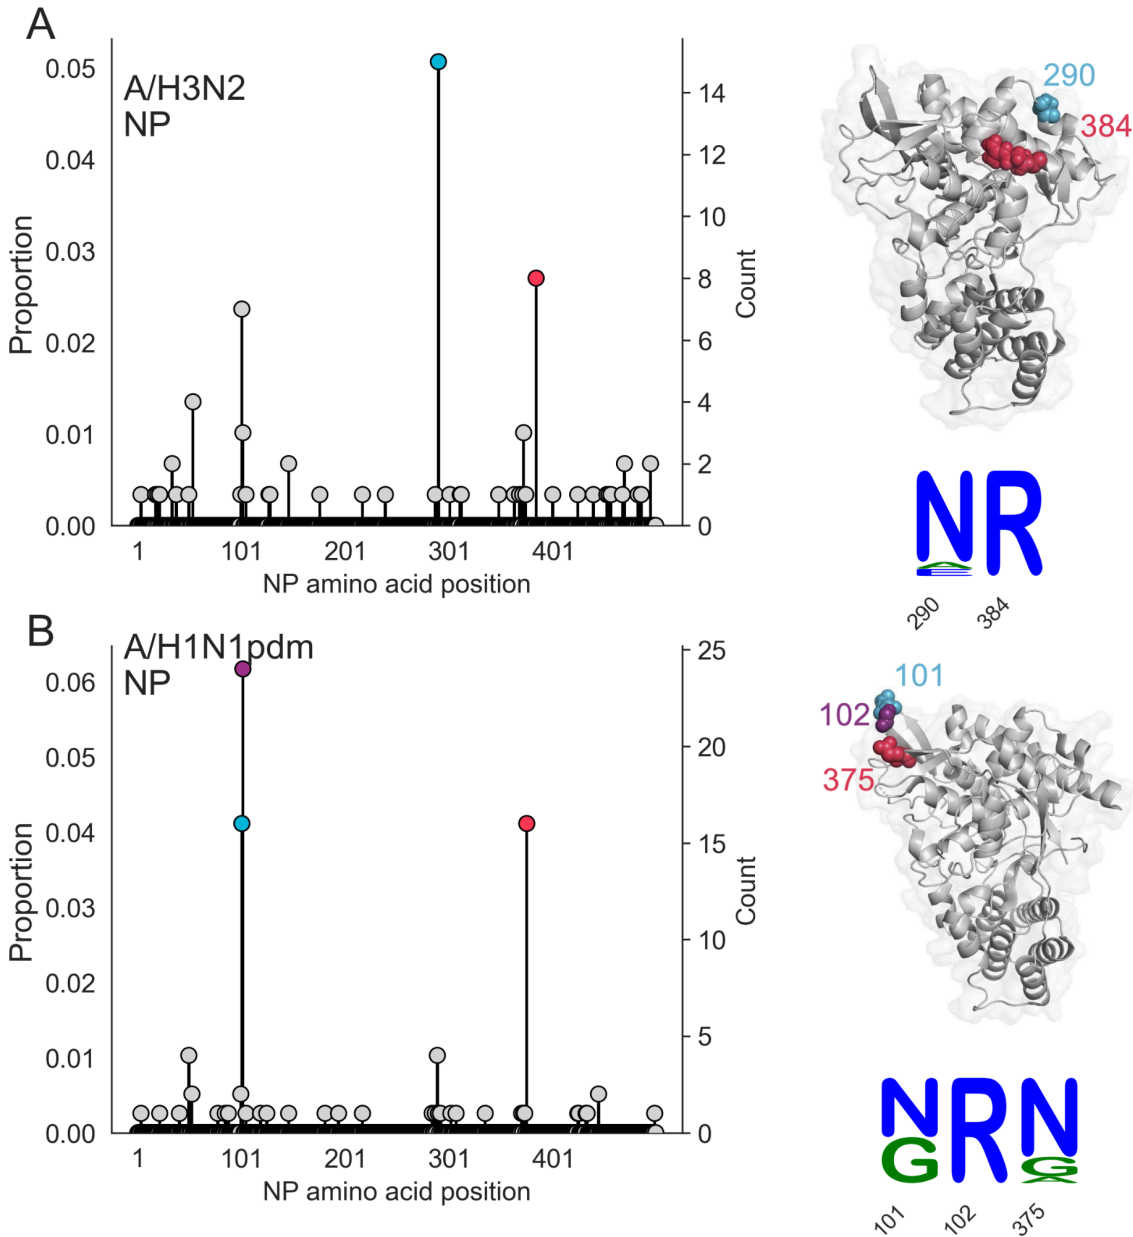 A
A/H3N2
NP
0.05
0.04
0.03
0.02
0.01
0.00
Proportion
14
12
10
8
6
4
2
0
Count
1
101
201
301
401
NP amino acid position
290
384
NR
290
384
B
A/H1N1pdm
NP
0.06
0.05
0.04
0.03
0.02
0.01
0.00
Proportion
25
20
15
10
5
0
Count
1
101
201
301
401
NP amino acid position
101
102
375
NRN
G G
A
101
102
375